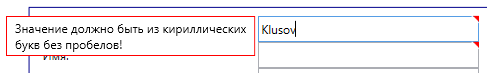 Значение должно быть из кириллических
букв без пробелов!
Klusov
Имя: